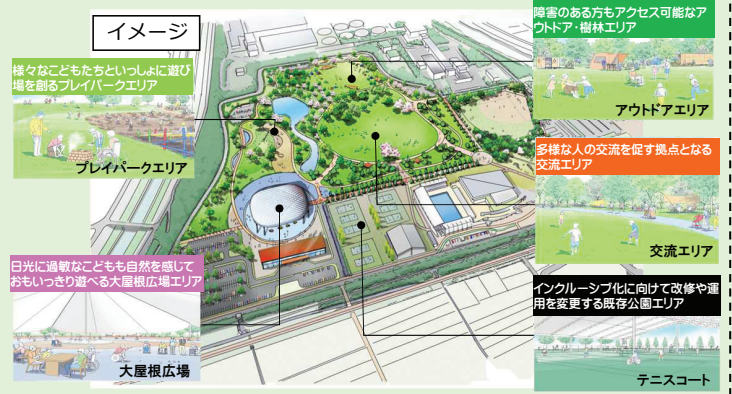 イメージ
様々なこどもたちといっしょに遊び
場を創るプレイパークエリア
プレイパークエリア
日光に過敏なこどもも自然を感じて
おもいっきり遊べる大屋根広場エリア
大屋根広場
障害のある方もアクセス可能なア
ウトドア・樹林エリア
アウトドアエリア
多様な人の交流を促す拠点となる
交流エリア
交流エリア
インクルーシブ化に向けて改修や運
用を変更する既存公園エリア
テニスコート